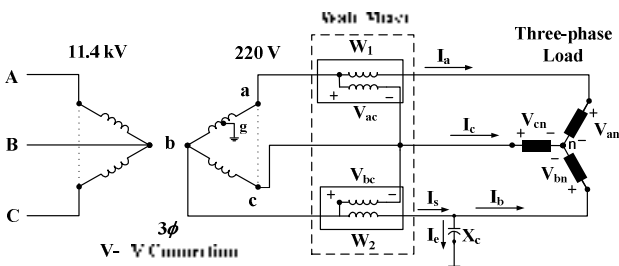 Three-phase
Load
11.4 kV
220 V
W₁
A
a
Iₐ
+ −
Vₐc
g
Ic
Vcn
+ −
+
Vₐn
−
B
b
n
−
Vbn
+
c
Vbc
+ −
C
Iₛ
I_b
Iₑ
Xc
W₂
3ϕ
V-